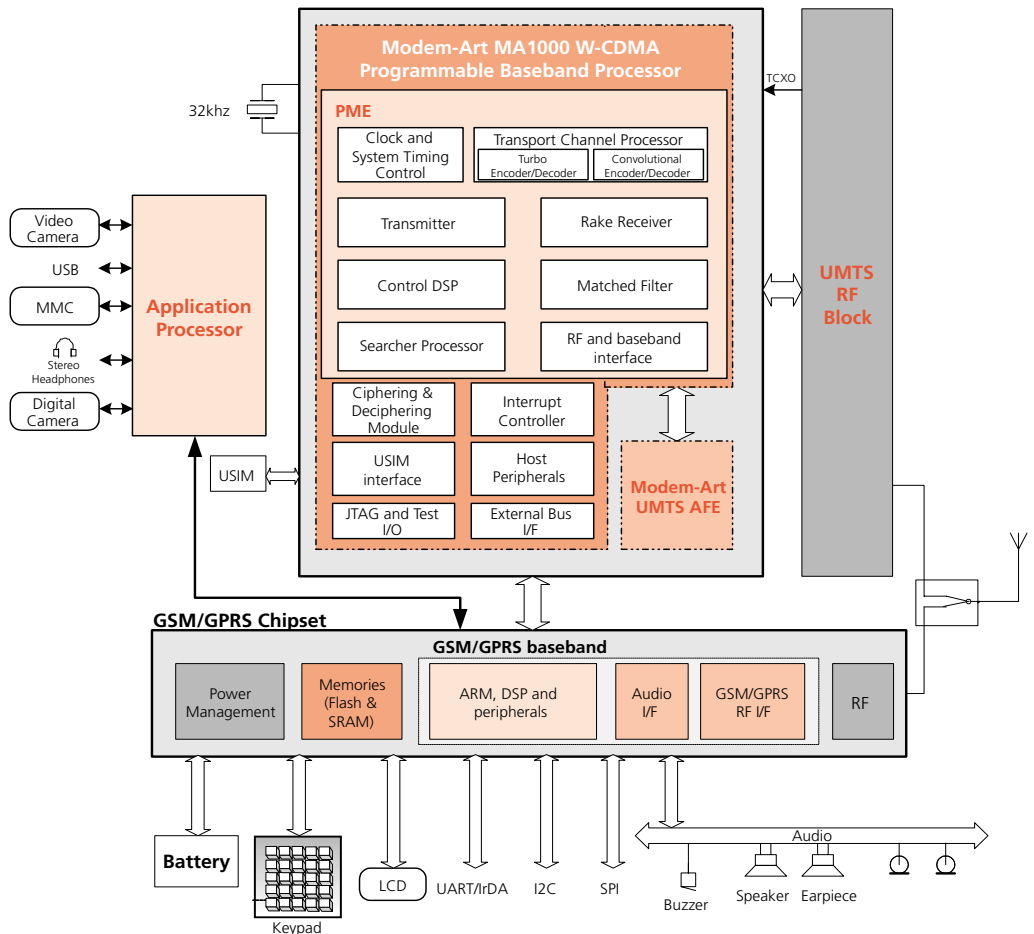 Modem-Art MA1000 W-CDMA
Programmable Baseband Processor
TCXO
32khz
PME
Clock and
System Timing
Control
Transport Channel Processor
Turbo
Encoder/Decoder
Convolutional
Encoder/Decoder
Transmitter
Rake Receiver
Control DSP
Matched Filter
Searcher Processor
RF and baseband
interface
Video
Camera
USB
MMC
Stereo
Headphones
Digital
Camera
Application
Processor
UMTS
RF
Block
Ciphering &
Deciphering
Module
Interrupt
Controller
USIM
USIM
interface
Host
Peripherals
JTAG and Test
I/O
External Bus
I/F
Modem-Art
UMTS AFE
GSM/GPRS Chipset
GSM/GPRS baseband
Power
Management
Memories
(Flash &
SRAM)
ARM, DSP and
peripherals
Audio
I/F
GSM/GPRS
RF I/F
RF
Battery
Keypad
LCD
UART/IrDA
I2C
SPI
Audio
Buzzer
Speaker
Earpiece